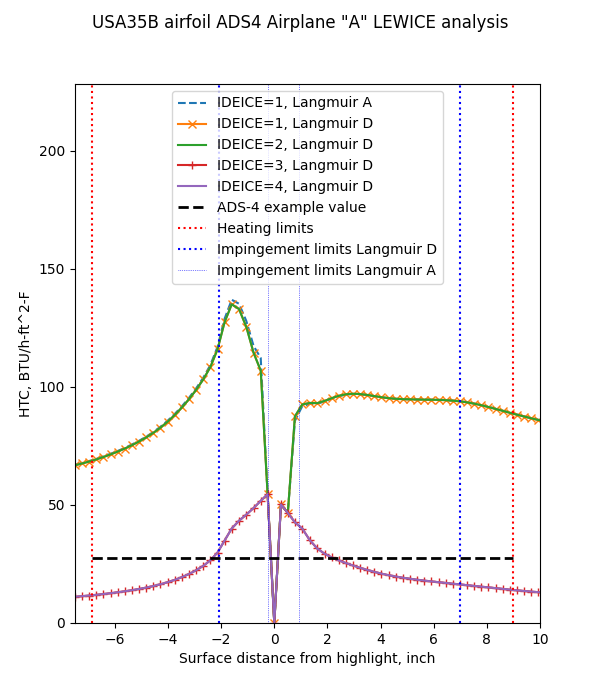 USA35B airfoil ADS4 Airplane "A" LEWICE analysis
IDEICE=1, Langmuir A
IDEICE=1, Langmuir D
IDEICE=2, Langmuir D
IDEICE=3, Langmuir D
IDEICE=4, Langmuir D
ADS-4 example value
Heating limits
Impingement limits Langmuir D
Impingement limits Langmuir A
HTC, BTU/h-ft^2-F
200
150
100
50
0
−6 −4 −2 0 2 4 6 8 10
Surface distance from highlight, inch